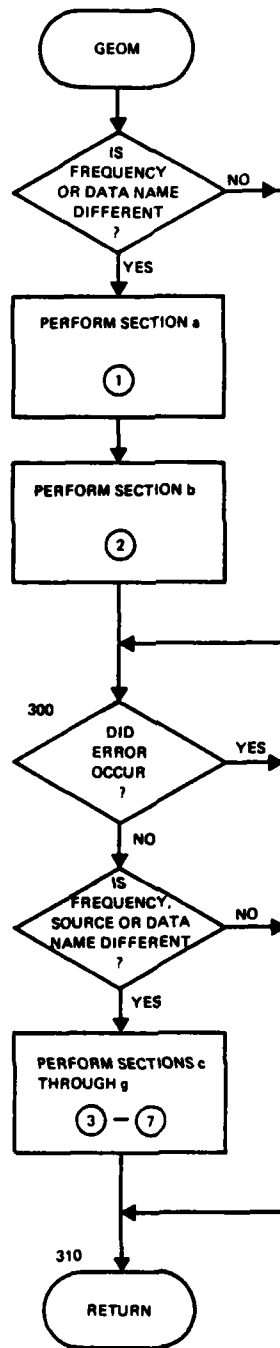 GEOM
IS
FREQUENCY
OR DATA NAME
DIFFERENT
?
NO
YES
PERFORM SECTION a
1
PERFORM SECTION b
2
300
DID
ERROR
OCCUR
?
YES
NO
IS
FREQUENCY,
SOURCE OR DATA
NAME DIFFERENT
?
NO
YES
PERFORM SECTIONS c
THROUGH g
3 — 7
310
RETURN